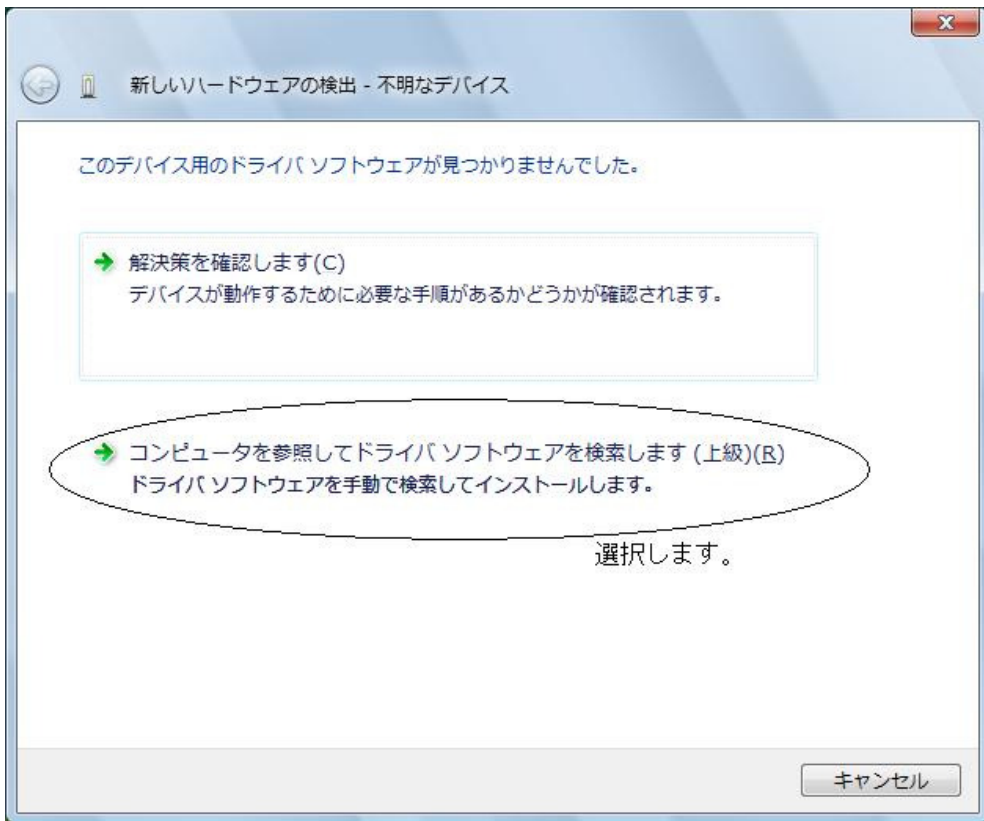 新しいハードウェアの検出 - 不明なデバイス
このデバイス用のドライバ ソフトウェアが見つかりませんでした。
解決策を確認します(C)
デバイスが動作するために必要な手順があるかどうかが確認されます。
コンピュータを参照してドライバ ソフトウェアを検索します (上級)(R)
ドライバ ソフトウェアを手動で検索してインストールします。
選択します。
キャンセル